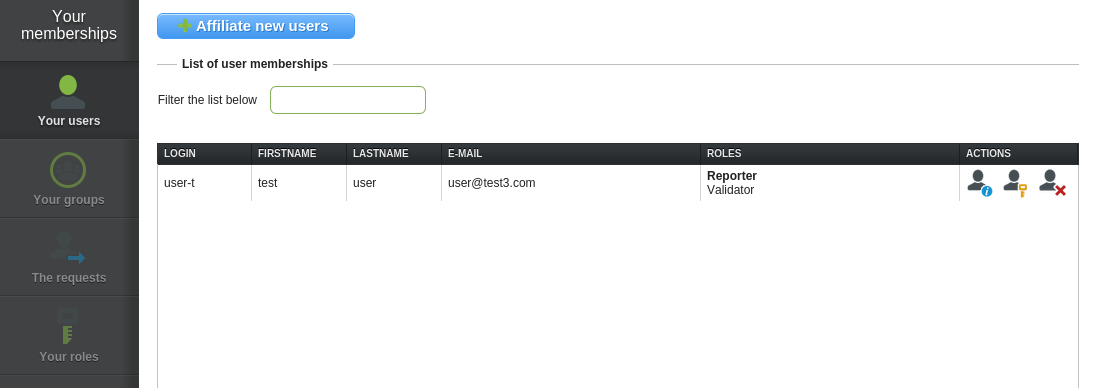 Your
memberships
Your users
Your groups
The requests
Your roles
Affiliate new users
List of user memberships
Filter the list below
LOGIN FIRSTNAME LASTNAME E-MAIL ROLES ACTIONS
user-t test user user@test3.com Reporter
Validator